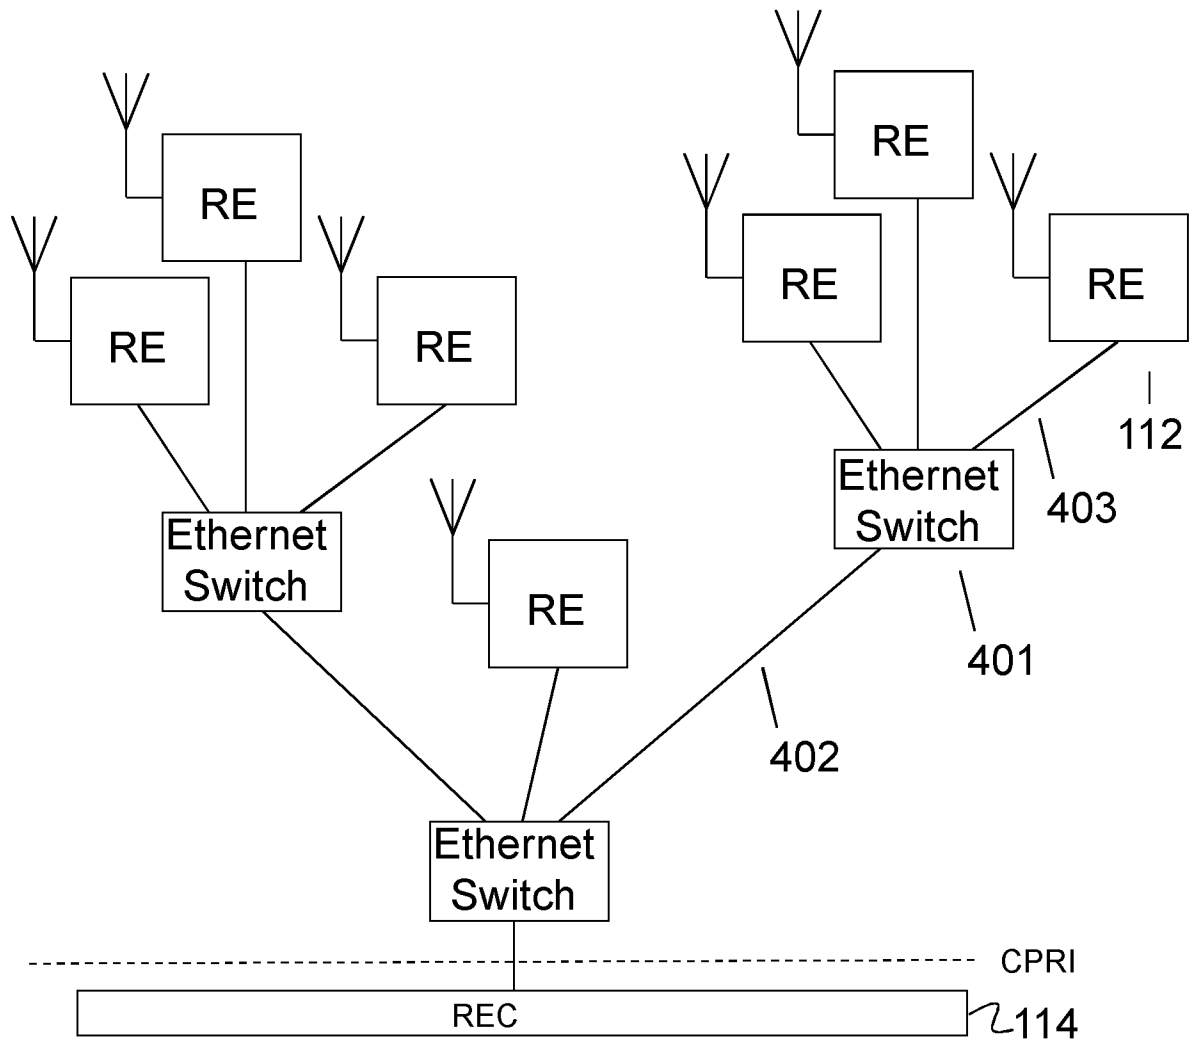 RE
RE
RE
RE
RE
RE
112
Ethernet
Switch
403
Ethernet
Switch
RE
401
402
Ethernet
Switch
CPRI
REC
114